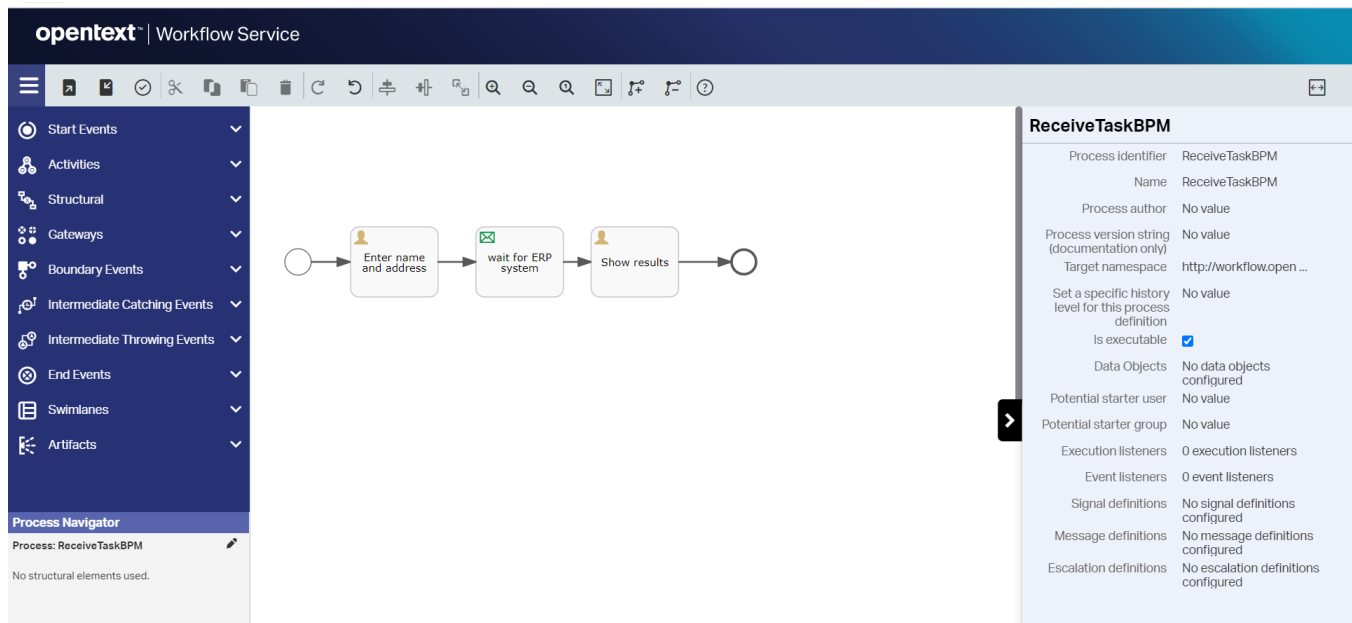 opentext™ | Workflow Service
Start Events
Activities
Structural
Gateways
Boundary Events
Intermediate Catching Events
Intermediate Throwing Events
End Events
Swimlanes
Artifacts
Process Navigator
Process: ReceiveTaskBPM
No structural elements used.
Enter name
and address
wait for ERP
system
Show results
ReceiveTaskBPM
Process identifier ReceiveTaskBPM
Name ReceiveTaskBPM
Process author No value
Process version string No value
(documentation only)
Target namespace http://workflow.open ...
Set a specific history No value
level for this process
definition
Is executable
Data Objects No data objects
configured
Potential starter user No value
Potential starter group No value
Execution listeners 0 execution listeners
Event listeners 0 event listeners
Signal definitions No signal definitions
configured
Message definitions No message definitions
configured
Escalation definitions No escalation definitions
configured